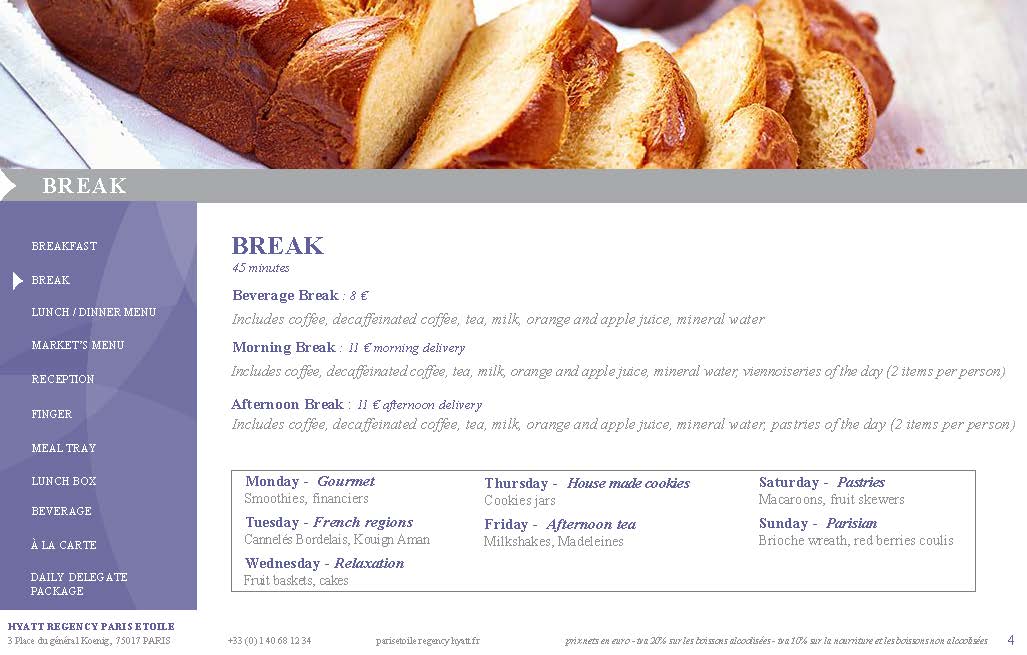 BREAK
BREAKFAST
BREAK
LUNCH / DINNER MENU
MARKET'S MENU
RECEPTION
FINGER
MEAL TRAY
LUNCH BOX
BEVERAGE
À LA CARTE
DAILY DELEGATE
PACKAGE
BREAK
45 minutes
Beverage Break : 8 €
Includes coffee, decaffeinated coffee, tea, milk, orange and apple juice, mineral water
Morning Break : 11 € morning delivery
Includes coffee, decaffeinated coffee, tea, milk, orange and apple juice, mineral water, viennoiseries of the day (2 items per person)
Afternoon Break : 11 € afternoon delivery
Includes coffee, decaffeinated coffee, tea, milk, orange and apple juice, mineral water, pastries of the day (2 items per person)
Monday - Gourmet
Smoothies, financiers
Tuesday - French regions
Cannelés Bordelais, Kouign Aman
Wednesday - Relaxation
Fruit baskets, cakes
Thursday - House made cookies
Cookies jars
Friday - Afternoon tea
Milkshakes, Madeleines
Saturday - Pastries
Macaroons, fruit skewers
Sunday - Parisian
Brioche wreath, red berries coulis
HYATT REGENCY PARIS ETOILE
3 Place du général Koenig, 75017 PARIS
+33 (0) 1 40 68 12 34
parisetoile.regency.hyatt.fr
prix nets en euro - tva 20% sur les boissons alcoolisées - tva 10% sur la nourriture et les boissons non alcoolisées
4